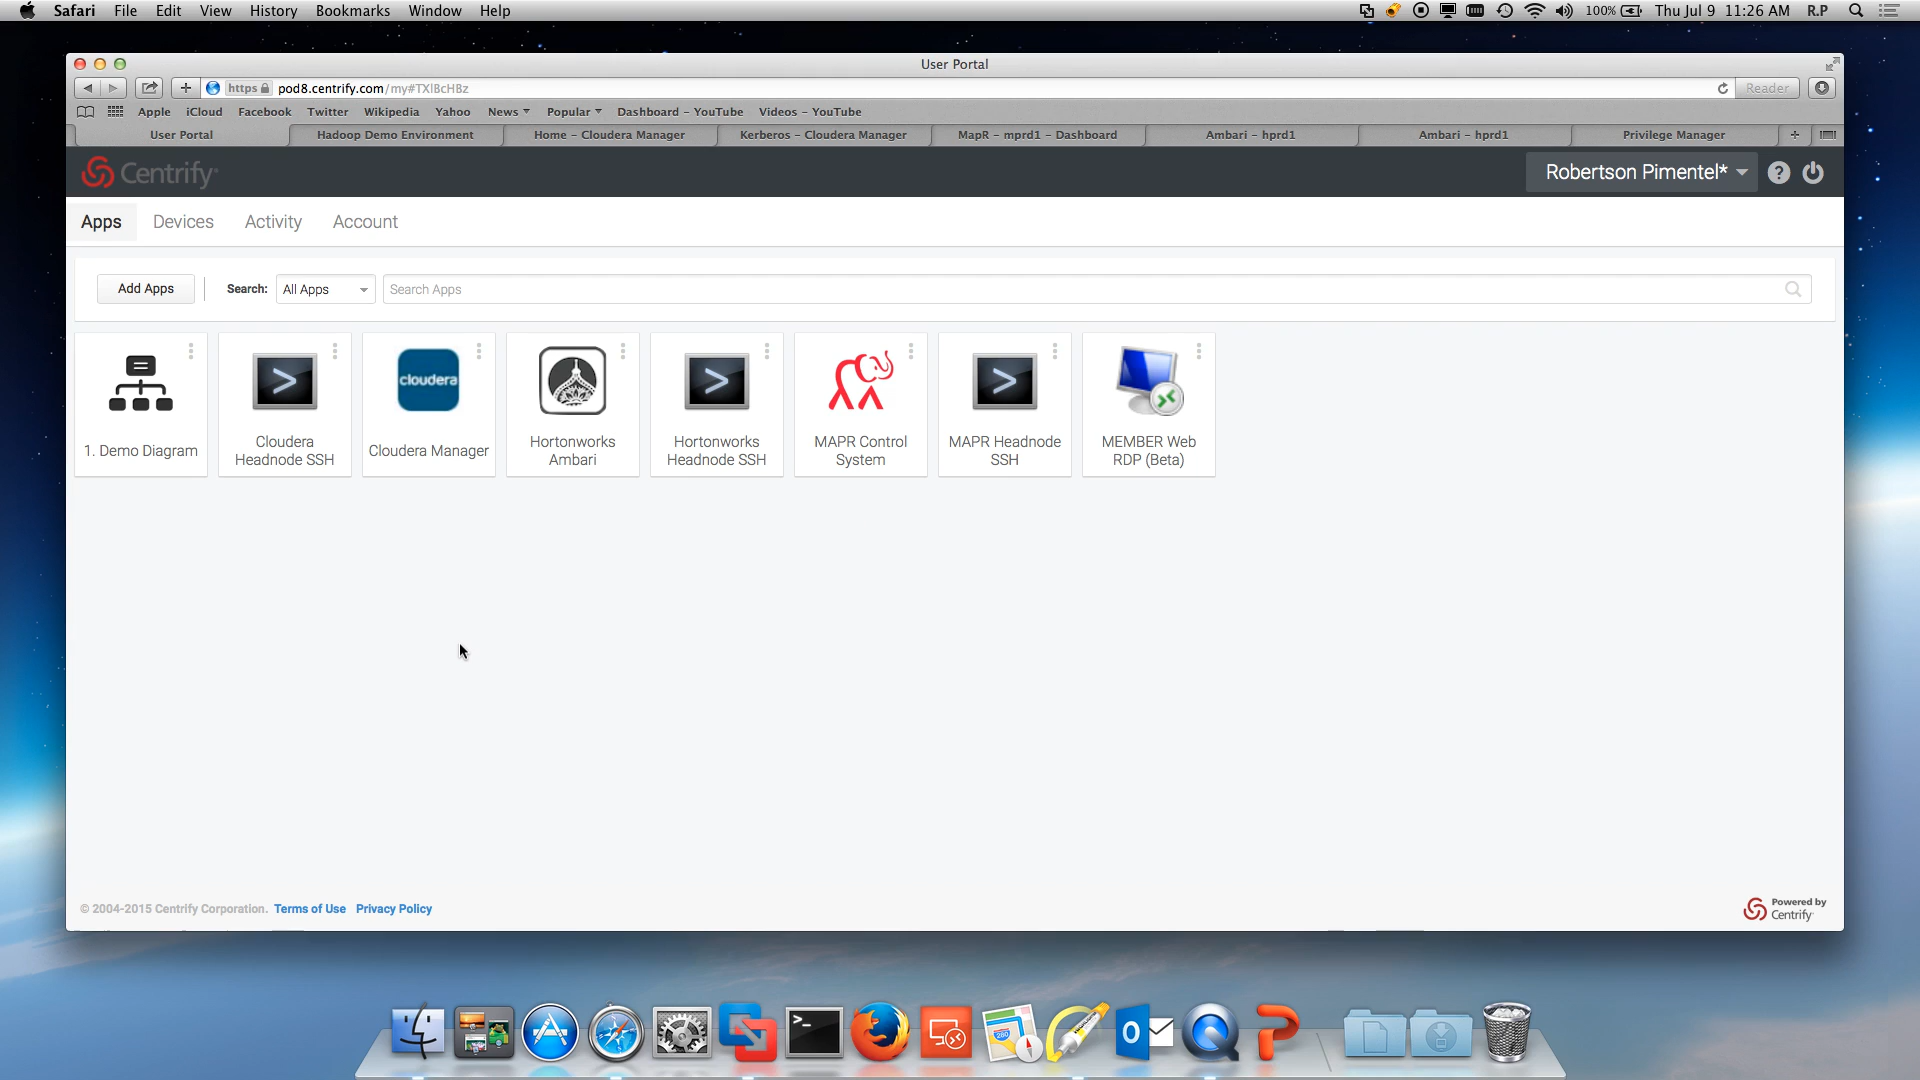 Safari File Edit View History Bookmarks Window Help
100% Thu Jul 9 11:26 AM R.P
User Portal
https pod8.centrify.com/my#TXlBcHBz Reader
Apple iCloud Facebook Twitter Wikipedia Yahoo News Popular Dashboard – YouTube Videos – YouTube
User Portal Hadoop Demo Environment Home – Cloudera Manager Kerberos – Cloudera Manager MapR – mprd1 – Dashboard Ambari – hprd1 Ambari – hprd1 Privilege Manager +
Centrify Robertson Pimentel* ?
Apps Devices Activity Account
Add Apps Search: All Apps Search Apps
cloudera
1. Demo Diagram
Cloudera
Headnode SSH
Cloudera Manager
Hortonworks
Ambari
Hortonworks
Headnode SSH
MAPR Control
System
MAPR Headnode
SSH
MEMBER Web
RDP (Beta)
© 2004-2015 Centrify Corporation. Terms of Use Privacy Policy
Powered by
Centrify